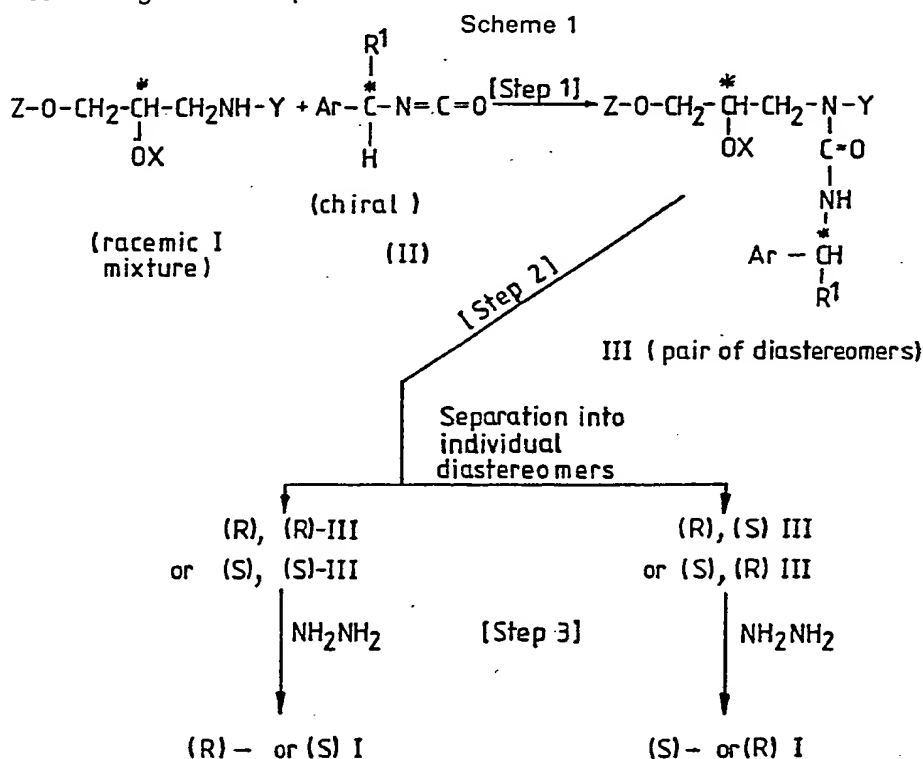 Scheme 1
R¹
Z-O-CH₂-*CH-CH₂NH-Y + Ar-*C-N=C=O [Step 1] Z-O-CH₂-*CH-CH₂-N-Y
OX H OX C=O
(chiral) NH
(racemic I (II) Ar-*CH
mixture) R¹
[Step 2] III (pair of diastereomers)
Separation into
individual
diastereomers
(R), (R)-III (R), (S) III
or (S), (S)-III or (S), (R) III
NH₂NH₂ [Step 3] NH₂NH₂
(R)- or (S) I (S)- or (R) I